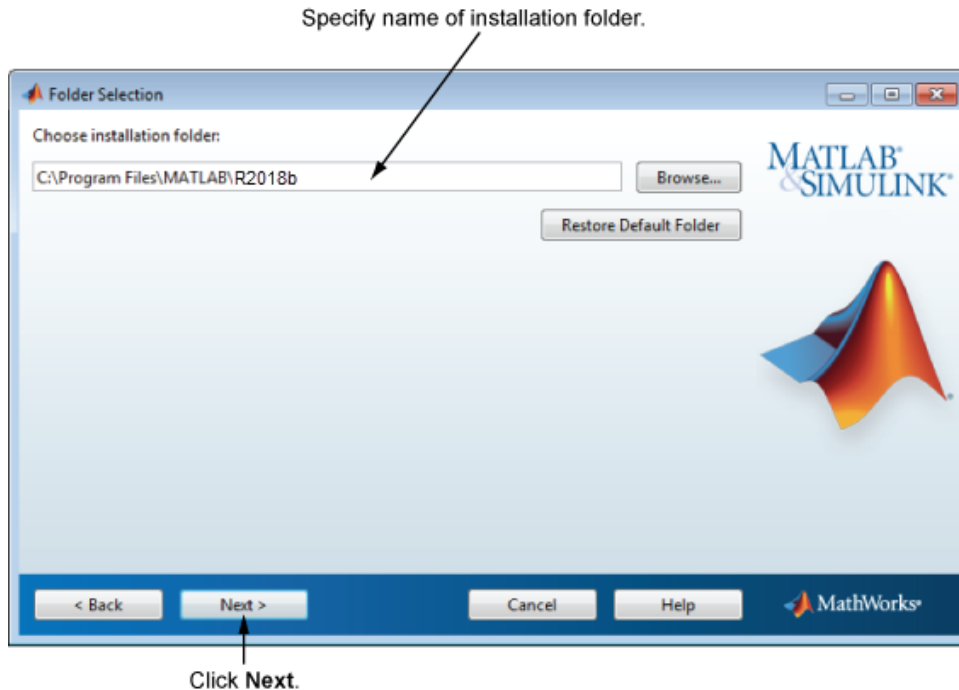 Specify name of installation folder.
Folder Selection
Choose installation folder:
C:\Program Files\MATLAB\R2018b
Browse...
MATLAB®
&SIMULINK®
Restore Default Folder
®
< Back
Next >
Cancel
Help
MathWorks®
Click Next.